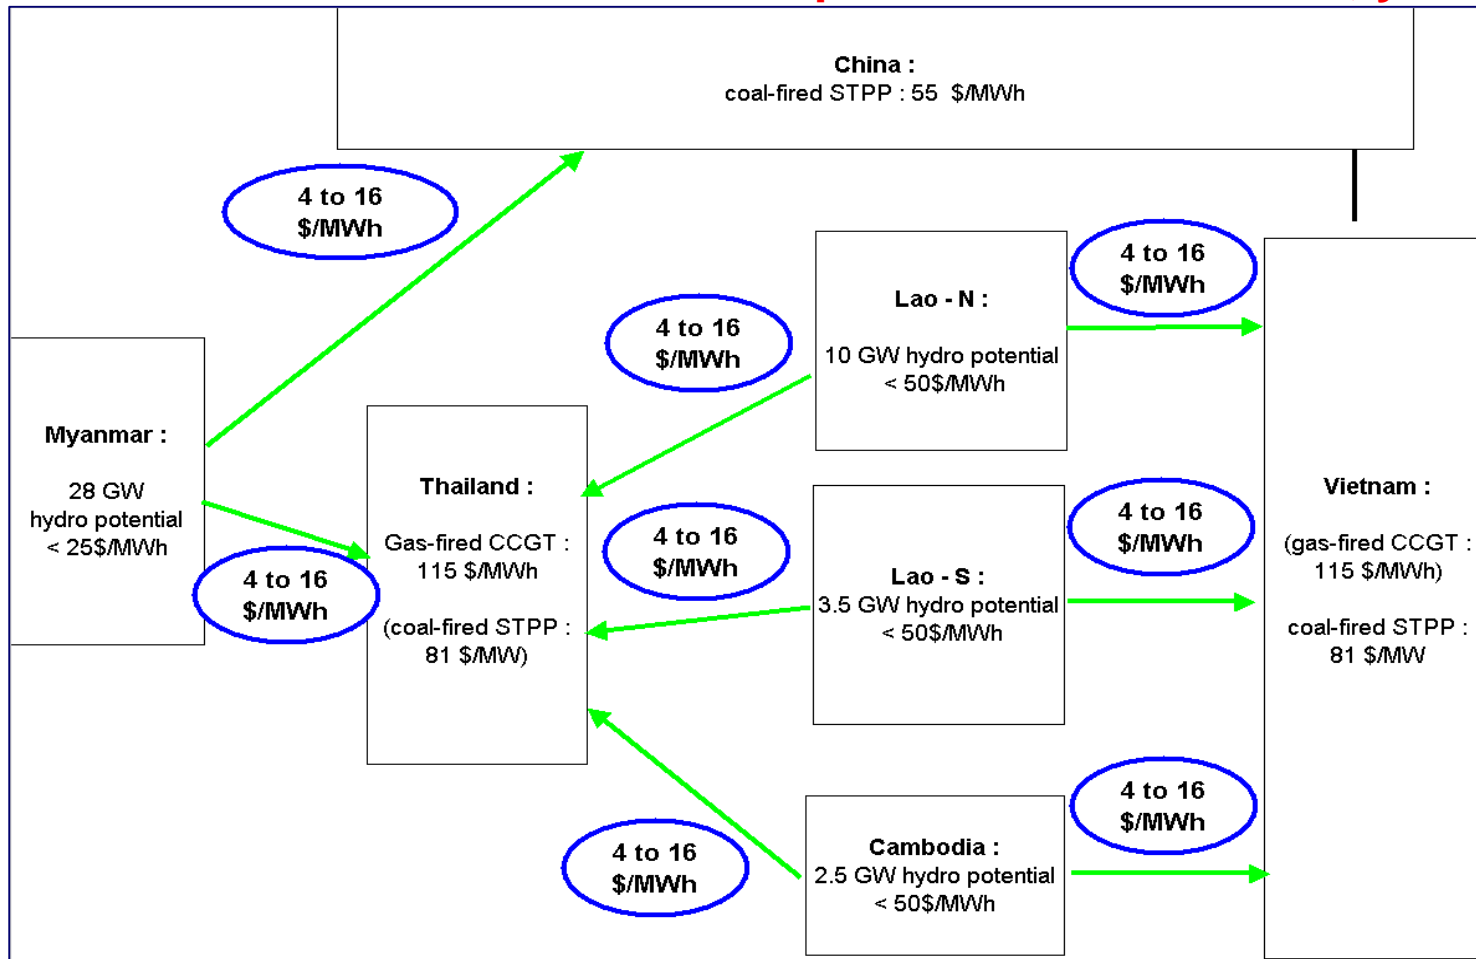 China :
coal-fired STPP : 55 $/MWh
4 to 16
$/MWh
4 to 16
$/MWh
Lao - N :
10 GW hydro potential
< 50$/MWh
4 to 16
$/MWh
Myanmar :
28 GW
hydro potential
< 25$/MWh
4 to 16
$/MWh
Thailand :
Gas-fired CCGT :
115 $/MWh
(coal-fired STPP :
81 $/MW)
4 to 16
$/MWh
Lao - S :
3.5 GW hydro potential
< 50$/MWh
4 to 16
$/MWh
Vietnam :
(gas-fired CCGT :
115 $/MWh)
coal-fired STPP :
81 $/MW
4 to 16
$/MWh
Cambodia :
2.5 GW hydro potential
< 50$/MWh
4 to 16
$/MWh